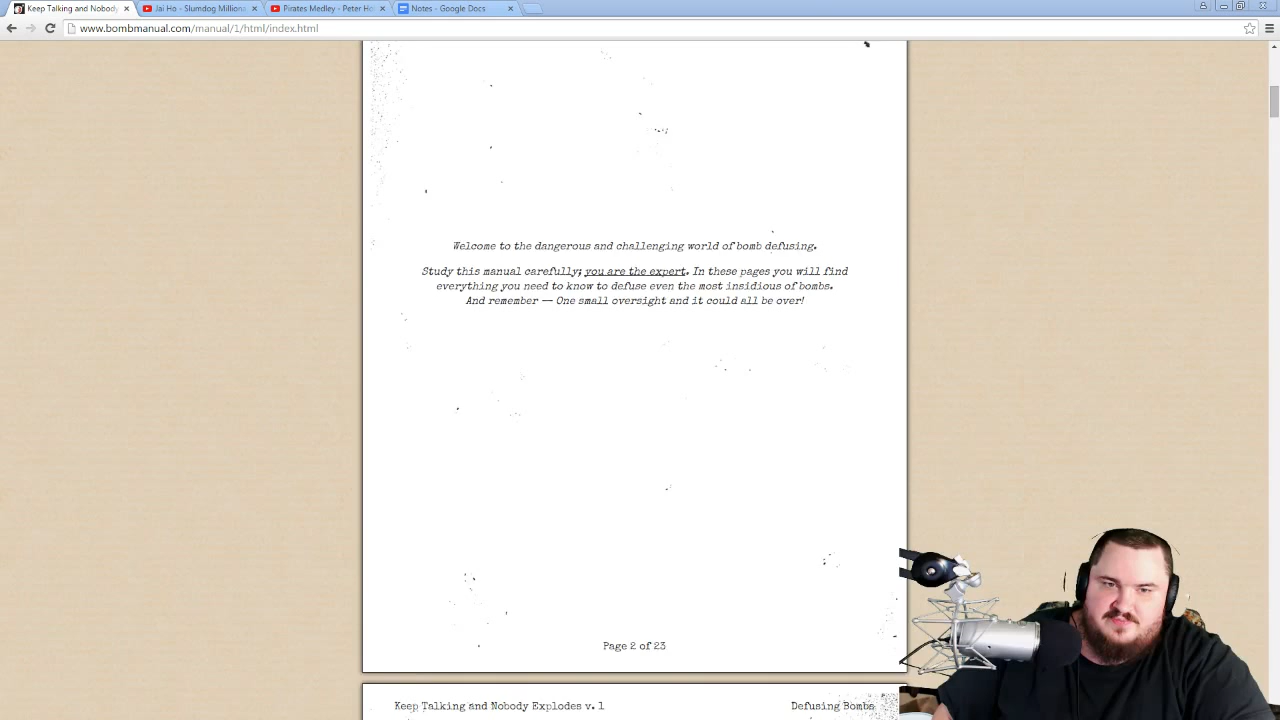 Keep Talking and Nobody
Jai Ho - Slumdog Milliona
Pirates Medley - Peter Ho
Notes - Google Docs
www.bombmanual.com/manual/1/html/index.html
Welcome to the dangerous and challenging world of bomb defusing.
Study this manual carefully; you are the expert. In these pages you will find
everything you need to know to defuse even the most insidious of bombs.
And remember — One small oversight and it could all be over!
Page 2 of 23
Keep Talking and Nobody Explodes v. 1
Defusing Bombs